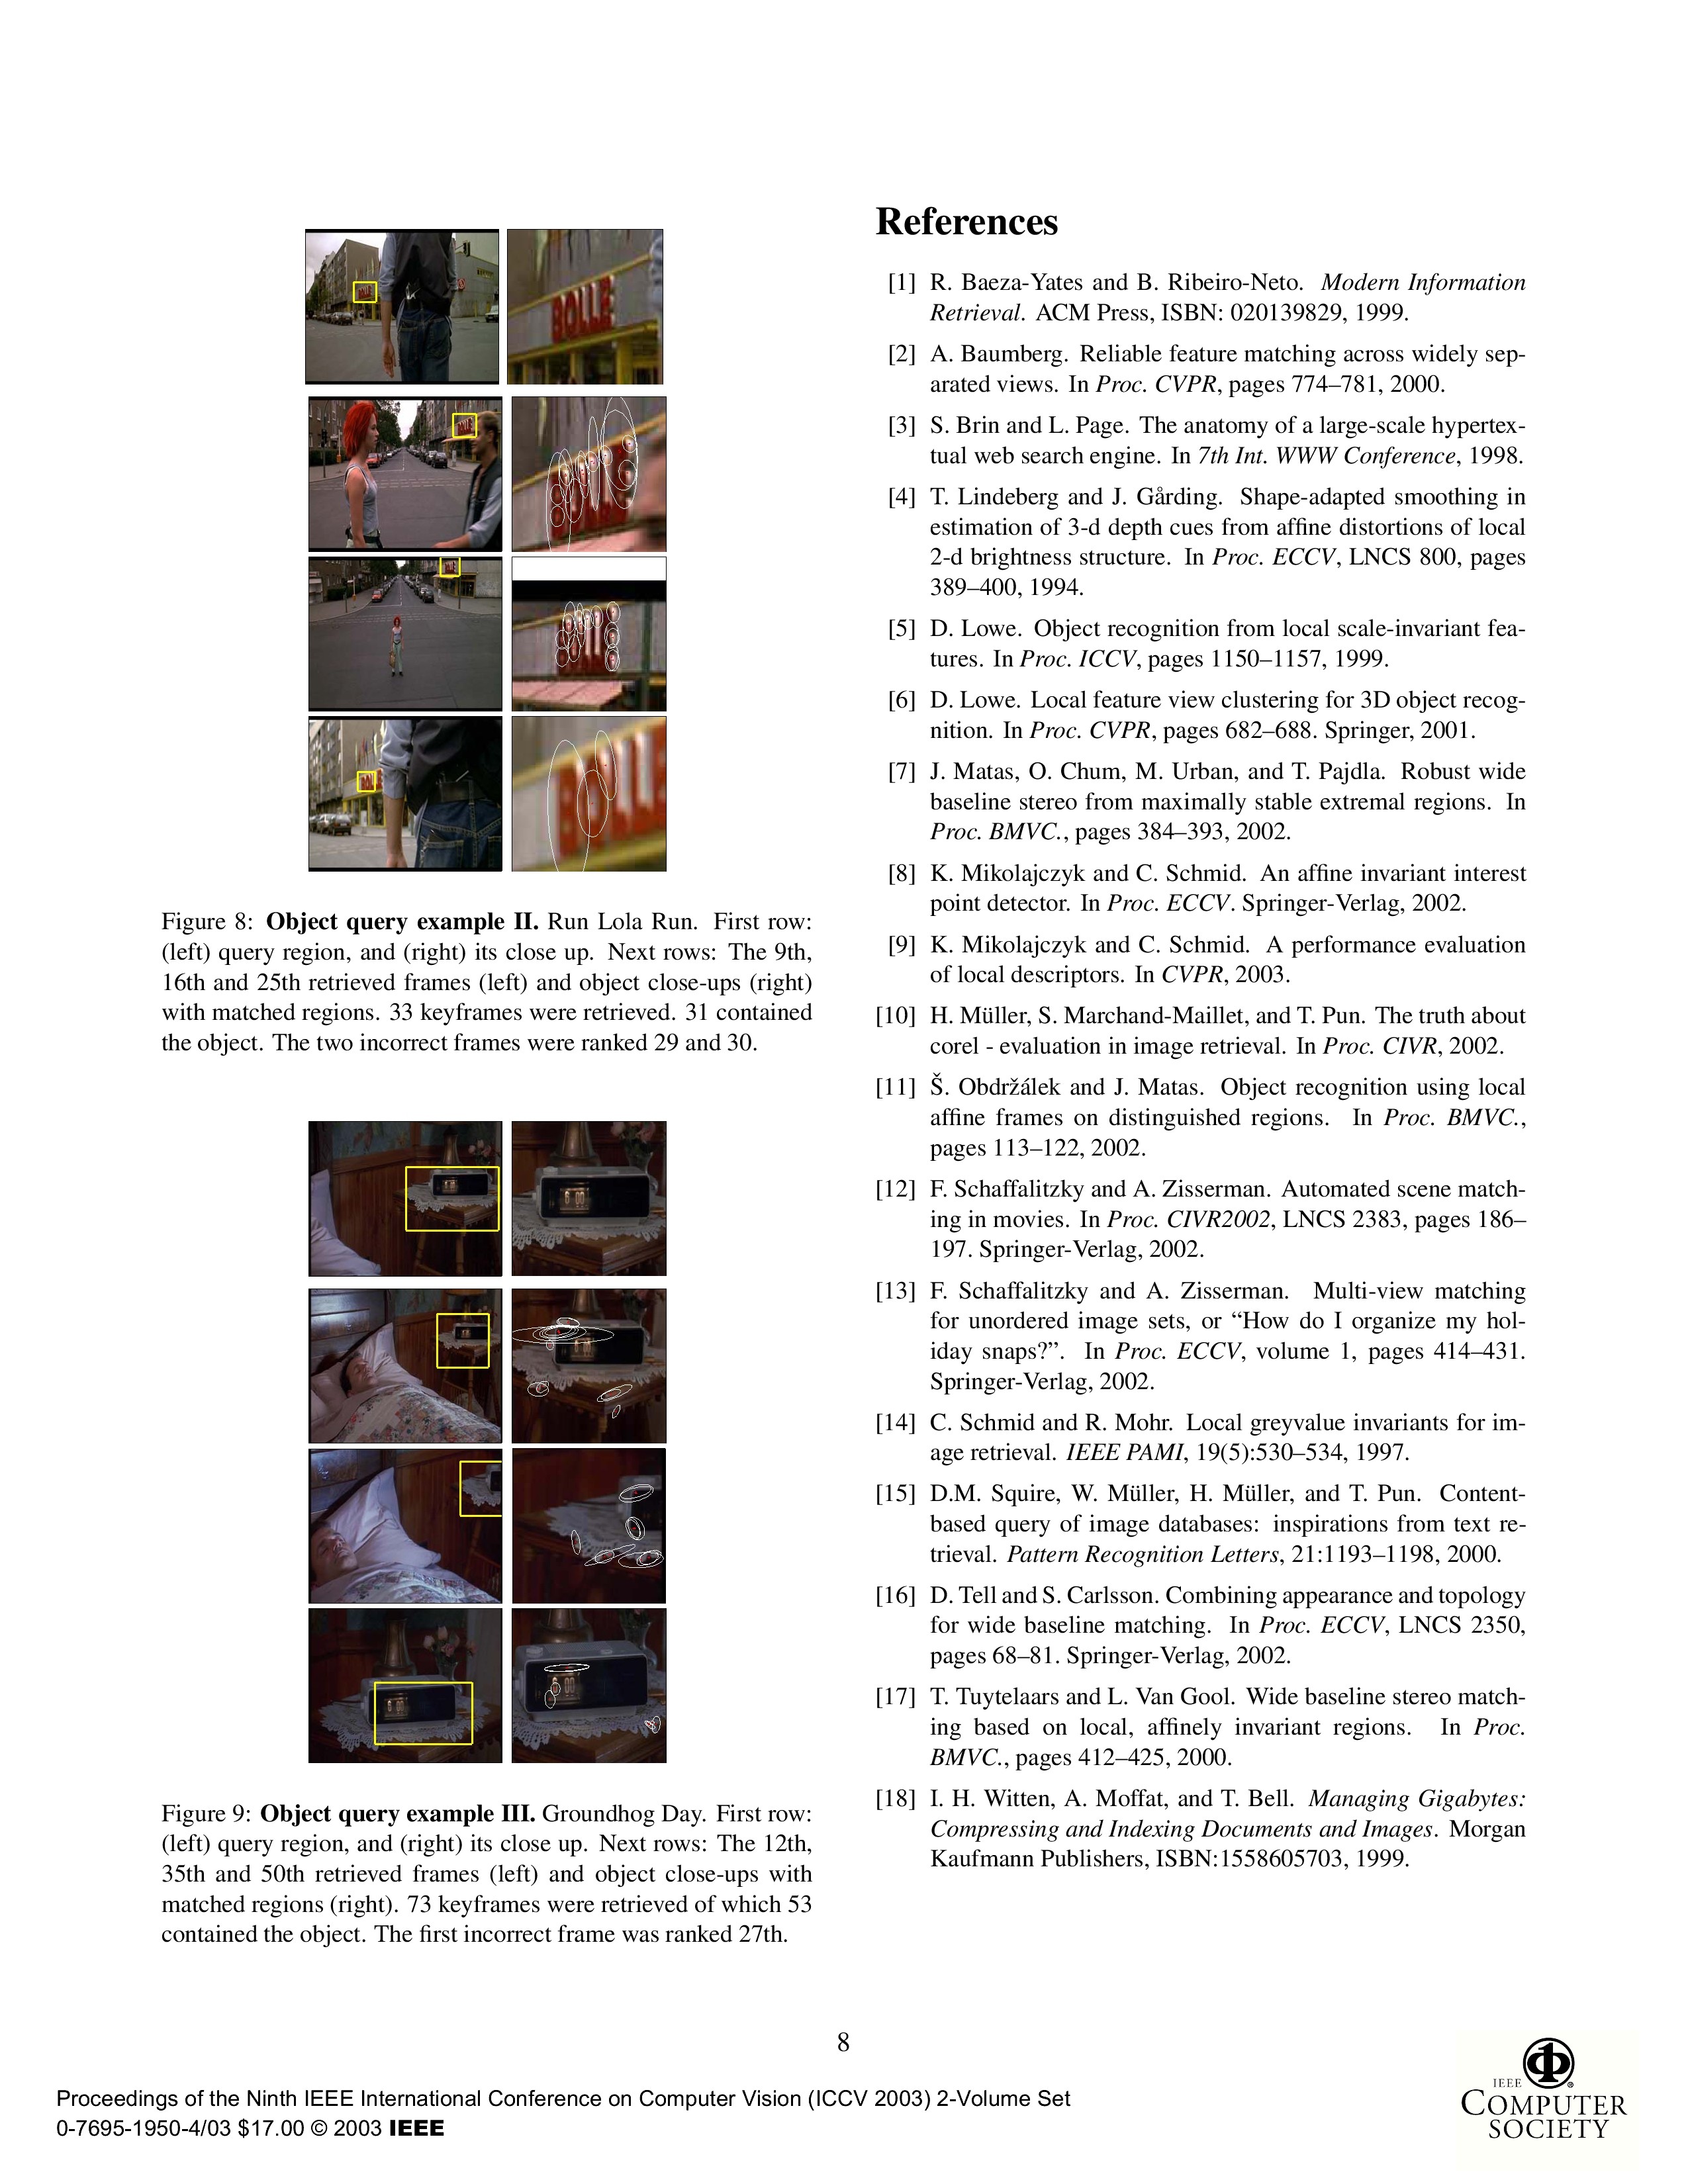 BOLLE
Figure 8: Object query example II. Run Lola Run. First row:
(left) query region, and (right) its close up. Next rows: The 9th,
16th and 25th retrieved frames (left) and object close-ups (right)
with matched regions. 33 keyframes were retrieved. 31 contained
the object. The two incorrect frames were ranked 29 and 30.
6 00
Figure 9: Object query example III. Groundhog Day. First row:
(left) query region, and (right) its close up. Next rows: The 12th,
35th and 50th retrieved frames (left) and object close-ups with
matched regions (right). 73 keyframes were retrieved of which 53
contained the object. The first incorrect frame was ranked 27th.
References
[1] R. Baeza-Yates and B. Ribeiro-Neto. Modern Information
Retrieval. ACM Press, ISBN: 020139829, 1999.
[2] A. Baumberg. Reliable feature matching across widely sep-
arated views. In Proc. CVPR, pages 774–781, 2000.
[3] S. Brin and L. Page. The anatomy of a large-scale hypertex-
tual web search engine. In 7th Int. WWW Conference, 1998.
[4] T. Lindeberg and J. Gårding. Shape-adapted smoothing in
estimation of 3-d depth cues from affine distortions of local
2-d brightness structure. In Proc. ECCV, LNCS 800, pages
389–400, 1994.
[5] D. Lowe. Object recognition from local scale-invariant fea-
tures. In Proc. ICCV, pages 1150–1157, 1999.
[6] D. Lowe. Local feature view clustering for 3D object recog-
nition. In Proc. CVPR, pages 682–688. Springer, 2001.
[7] J. Matas, O. Chum, M. Urban, and T. Pajdla. Robust wide
baseline stereo from maximally stable extremal regions. In
Proc. BMVC., pages 384–393, 2002.
[8] K. Mikolajczyk and C. Schmid. An affine invariant interest
point detector. In Proc. ECCV. Springer-Verlag, 2002.
[9] K. Mikolajczyk and C. Schmid. A performance evaluation
of local descriptors. In CVPR, 2003.
[10] H. Müller, S. Marchand-Maillet, and T. Pun. The truth about
corel - evaluation in image retrieval. In Proc. CIVR, 2002.
[11] Š. Obdržálek and J. Matas. Object recognition using local
affine frames on distinguished regions. In Proc. BMVC.,
pages 113–122, 2002.
[12] F. Schaffalitzky and A. Zisserman. Automated scene match-
ing in movies. In Proc. CIVR2002, LNCS 2383, pages 186–
197. Springer-Verlag, 2002.
[13] F. Schaffalitzky and A. Zisserman. Multi-view matching
for unordered image sets, or “How do I organize my hol-
iday snaps?”. In Proc. ECCV, volume 1, pages 414–431.
Springer-Verlag, 2002.
[14] C. Schmid and R. Mohr. Local greyvalue invariants for im-
age retrieval. IEEE PAMI, 19(5):530–534, 1997.
[15] D.M. Squire, W. Müller, H. Müller, and T. Pun. Content-
based query of image databases: inspirations from text re-
trieval. Pattern Recognition Letters, 21:1193–1198, 2000.
[16] D. Tell and S. Carlsson. Combining appearance and topology
for wide baseline matching. In Proc. ECCV, LNCS 2350,
pages 68–81. Springer-Verlag, 2002.
[17] T. Tuytelaars and L. Van Gool. Wide baseline stereo match-
ing based on local, affinely invariant regions. In Proc.
BMVC., pages 412–425, 2000.
[18] I. H. Witten, A. Moffat, and T. Bell. Managing Gigabytes:
Compressing and Indexing Documents and Images. Morgan
Kaufmann Publishers, ISBN:1558605703, 1999.
8
Proceedings of the Ninth IEEE International Conference on Computer Vision (ICCV 2003) 2-Volume Set
0-7695-1950-4/03 $17.00 © 2003 IEEE
IEEE
COMPUTER
SOCIETY